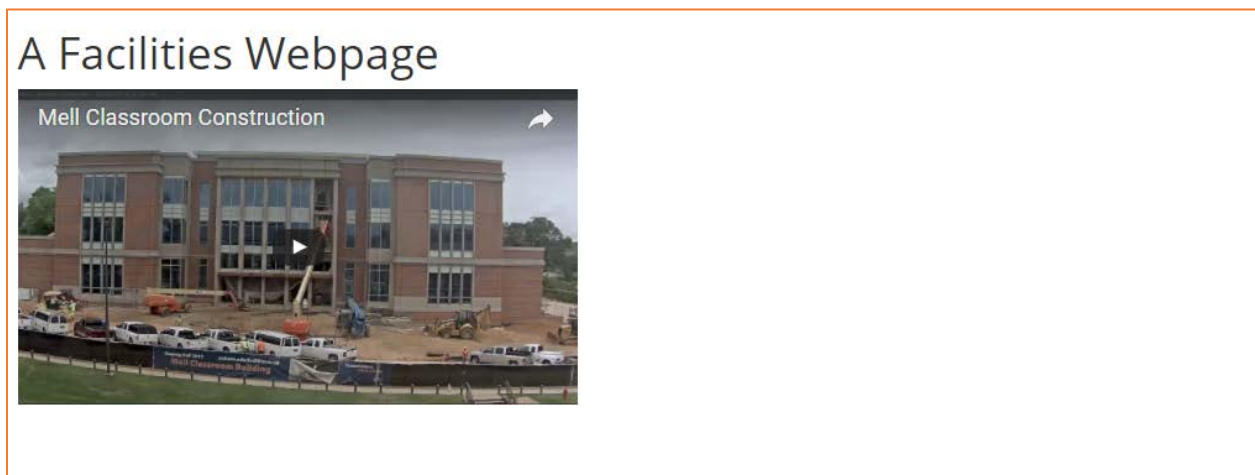 A Facilities Webpage
Mell Classroom Construction
Mell Classroom Building